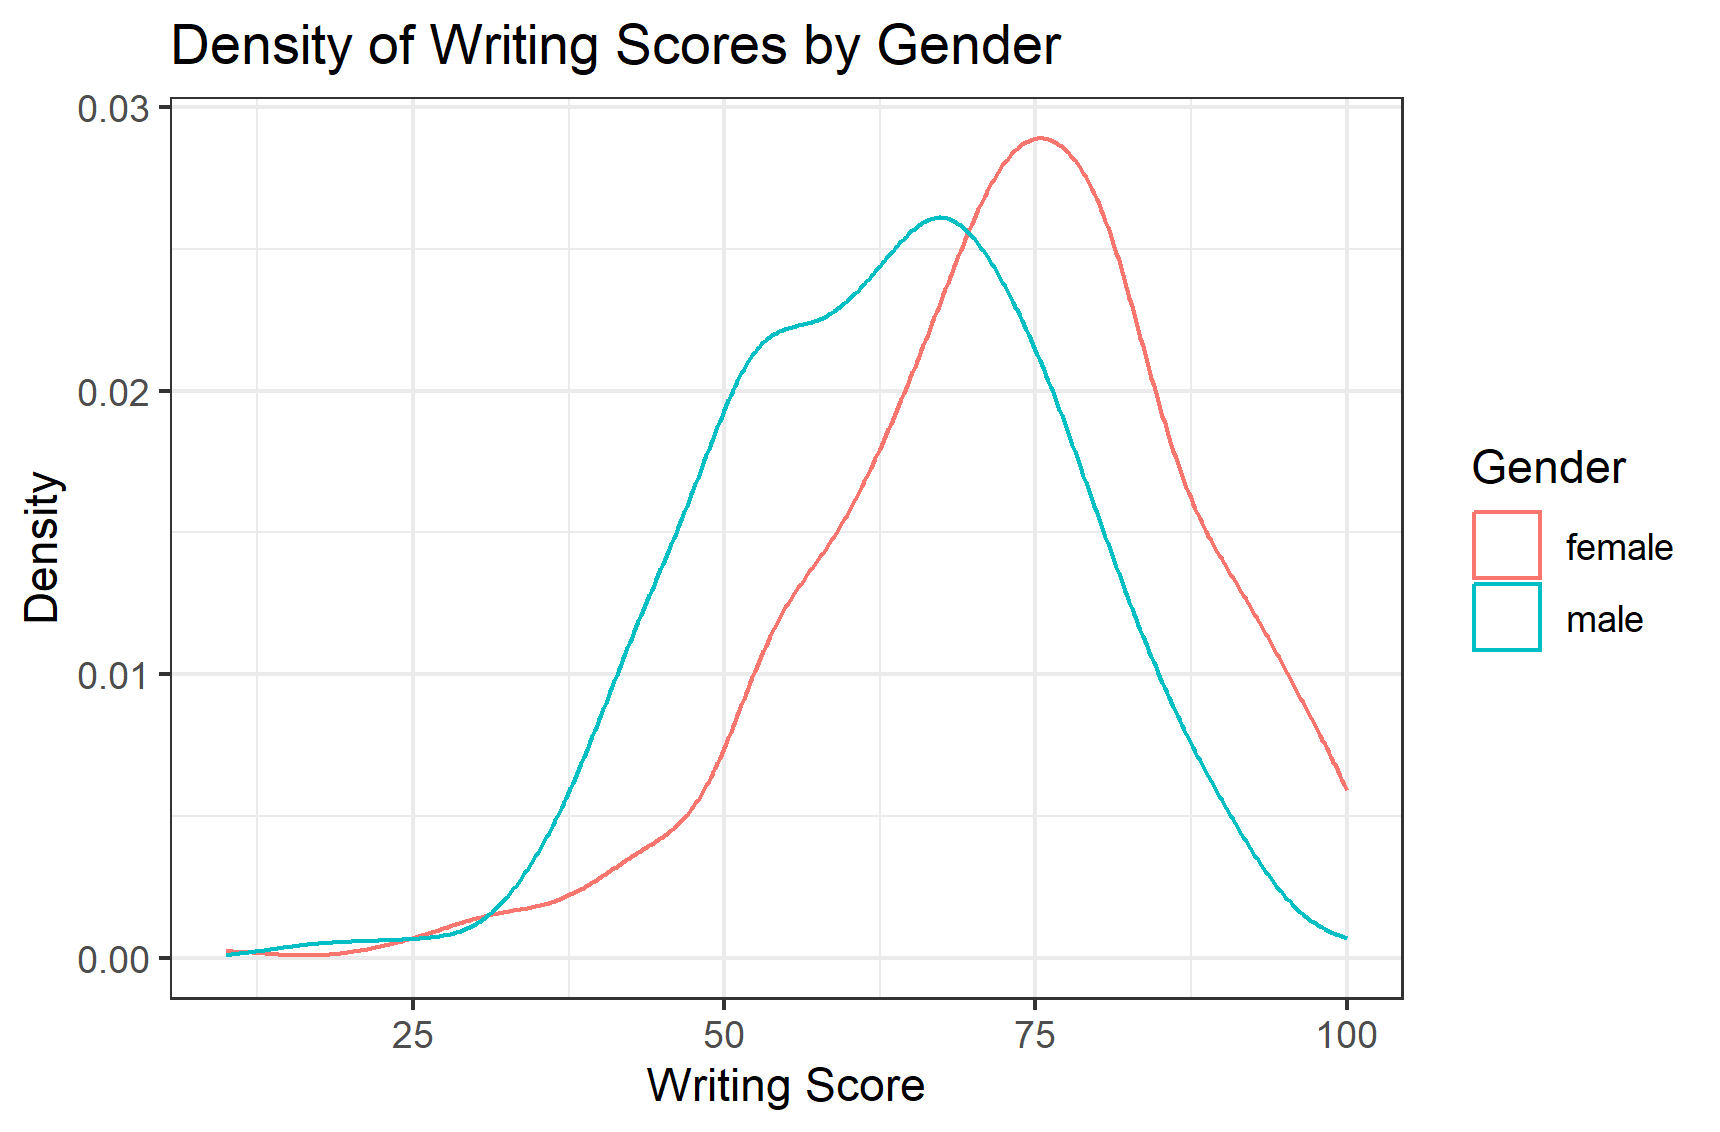 Density of Writing Scores by Gender
0.03
0.02
0.01
0.00
Density
25 50 75 100
Writing Score
Gender
female
male